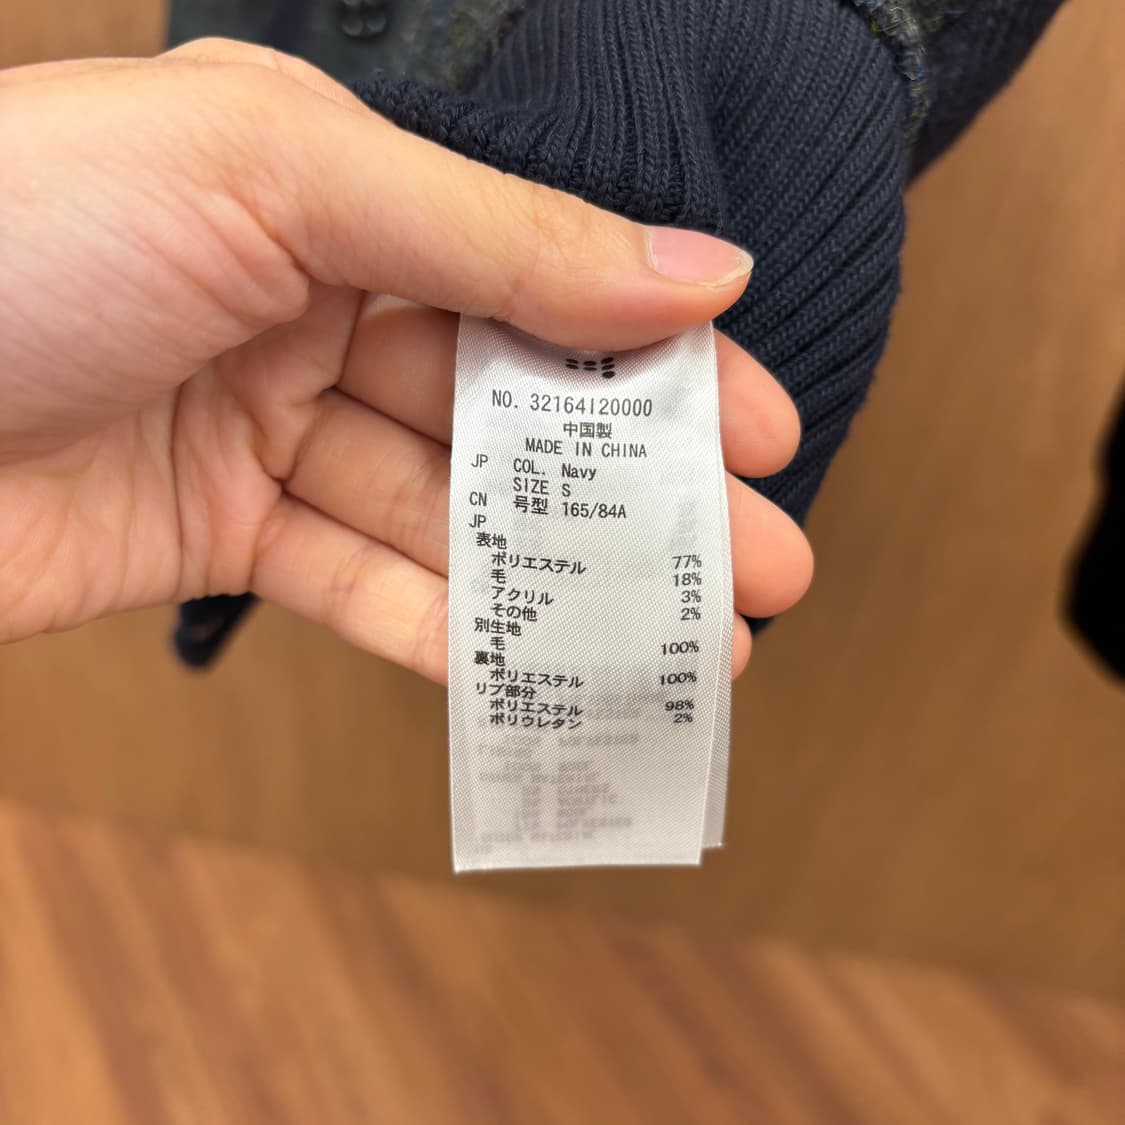 NO. 32164120000
中国製
MADE IN CHINA
JP COL. Navy
SIZE S
CN 号型 165/84A
JP
表地
ポリエステル 77%
毛 18%
アクリル 3%
その他 2%
別生地
毛 100%
裏地
ポリエステル 100%
リブ部分
ポリエステル 98%
ポリウレタン 2%